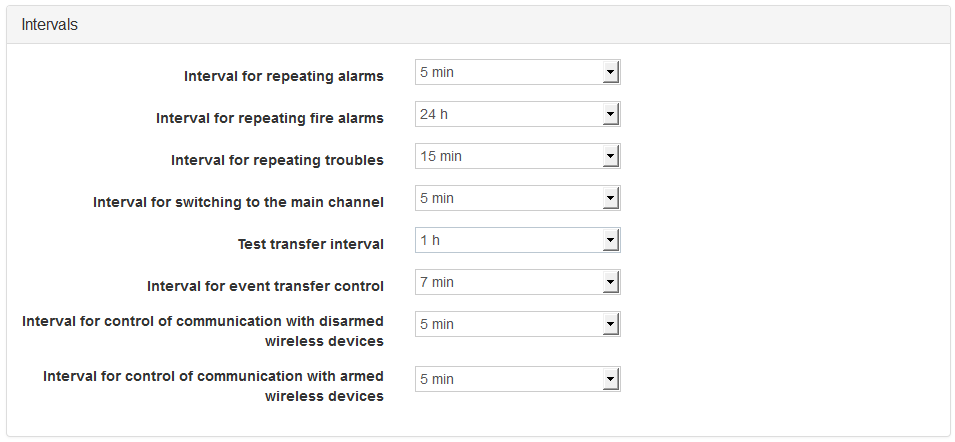 Intervals
Interval for repeating alarms 5 min
Interval for repeating fire alarms 24 h
Interval for repeating troubles 15 min
Interval for switching to the main channel 5 min
Test transfer interval 1 h
Interval for event transfer control 7 min
Interval for control of communication with disarmed
wireless devices 5 min
Interval for control of communication with armed
wireless devices 5 min